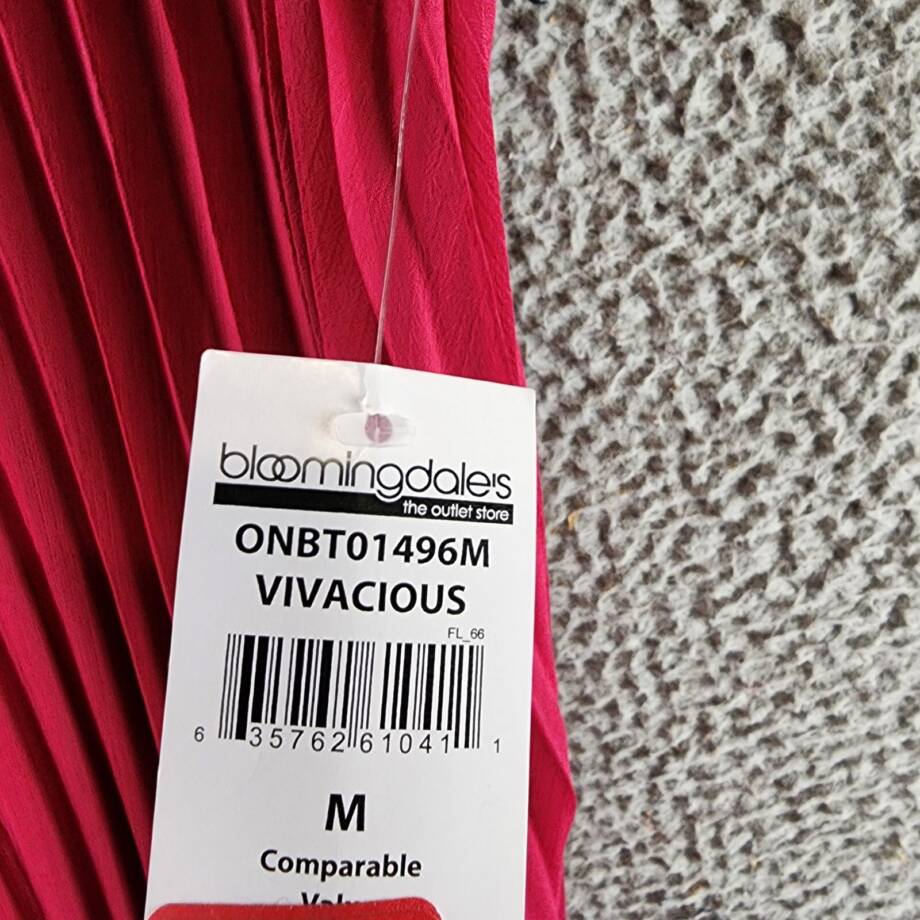 bloomingdale's
the outlet store
ONBT01496M
VIVACIOUS
FL_66
6 35762 61041 1
M
Comparable